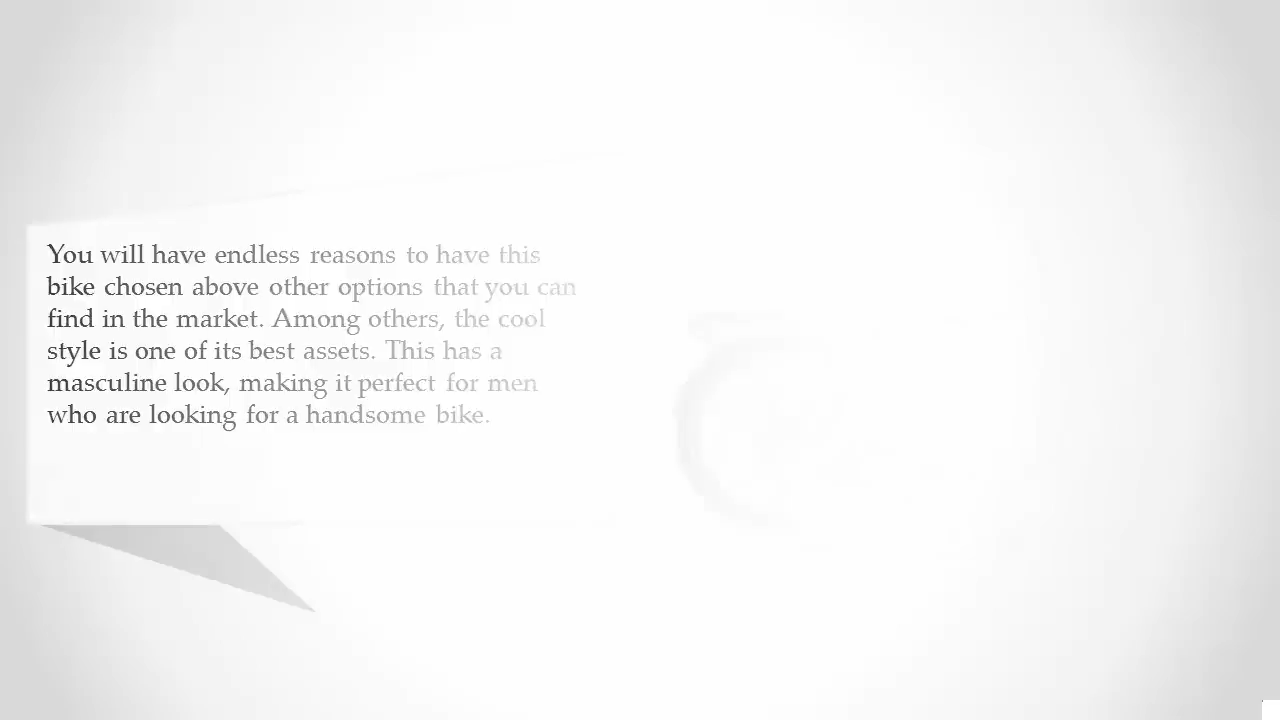 You will have endless reasons to have this
bike chosen above other options that you can
find in the market. Among others, the cool
style is one of its best assets. This has a
masculine look, making it perfect for men
who are looking for a handsome bike.